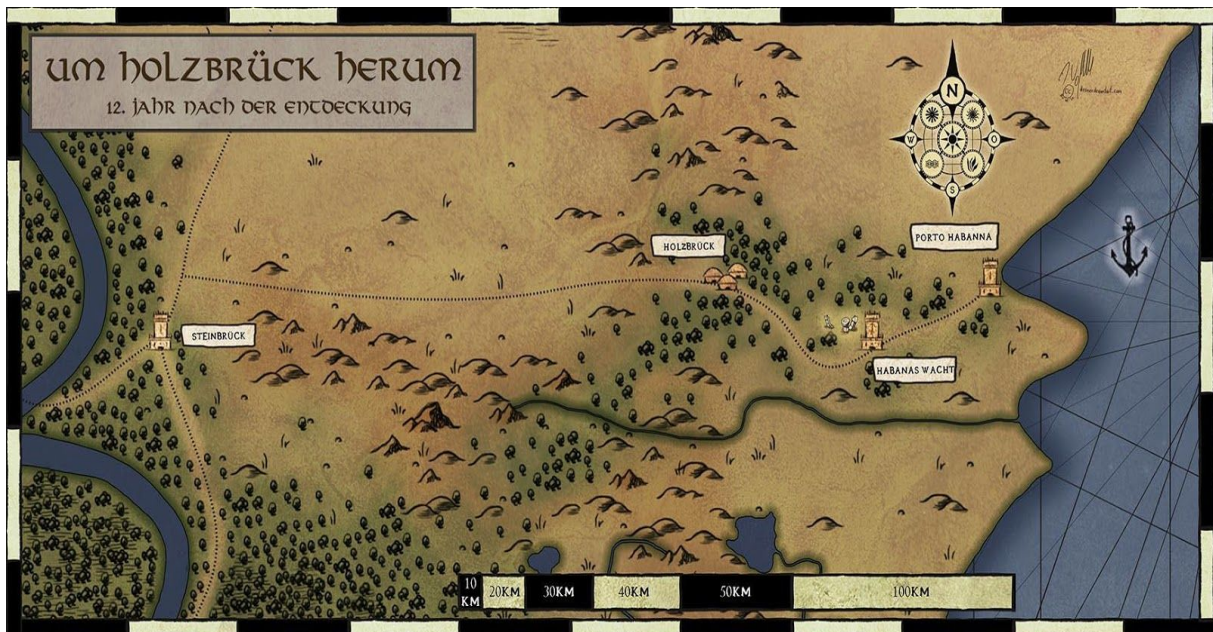 UM HOLZBRÜCK HERUM
12. JAHR NACH DER ENTDECKUNG
N
W
O
S
PORTO HABANNA
HOLZBRÜCK
STEINBRÜCK
HABANAS WACHT
10 KM
20KM
30KM
40KM
50KM
100KM